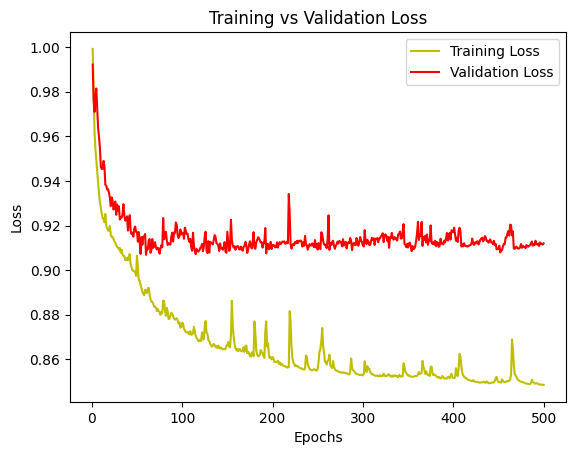 Training vs Validation Loss
Training Loss
Validation Loss
1.00
0.98
0.96
0.94
0.92
0.90
0.88
0.86
Loss
0
100
200
300
400
500
Epochs